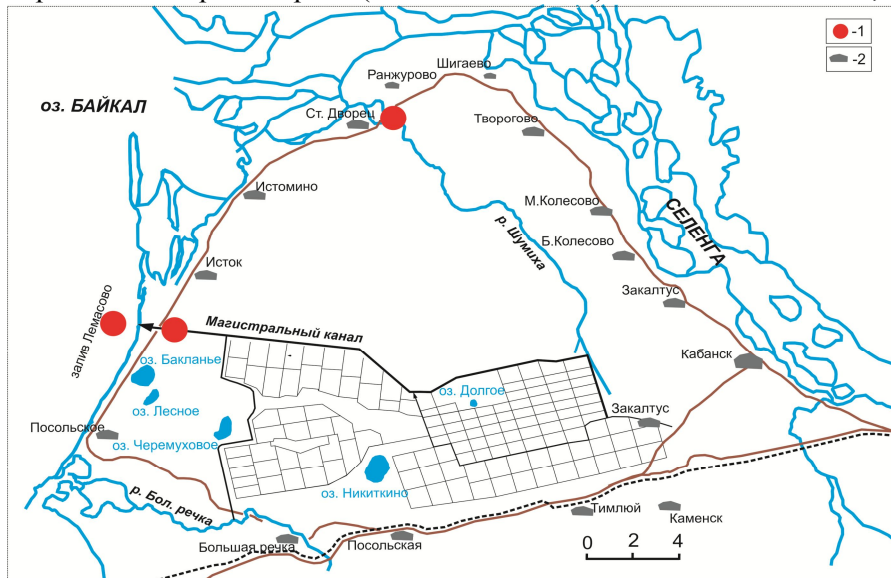 -1
-2
Шигаево
Ранжурово
оз. БАЙКАЛ
Ст. Дворец
Творогово
Истомино
М.Колесово
СЕЛЕНГА
р. Шумиха
Б.Колесово
Исток
Закалтус
залив Лемасово
Магистральный канал
Кабанск
оз. Бакланье
оз. Долгое
оз. Лесное
Закалтус
Посольское
оз. Черемуховое
оз. Никиткино
р. Бол. речка
Тимлюй
Каменск
Большая речка
Посольская
0 2 4